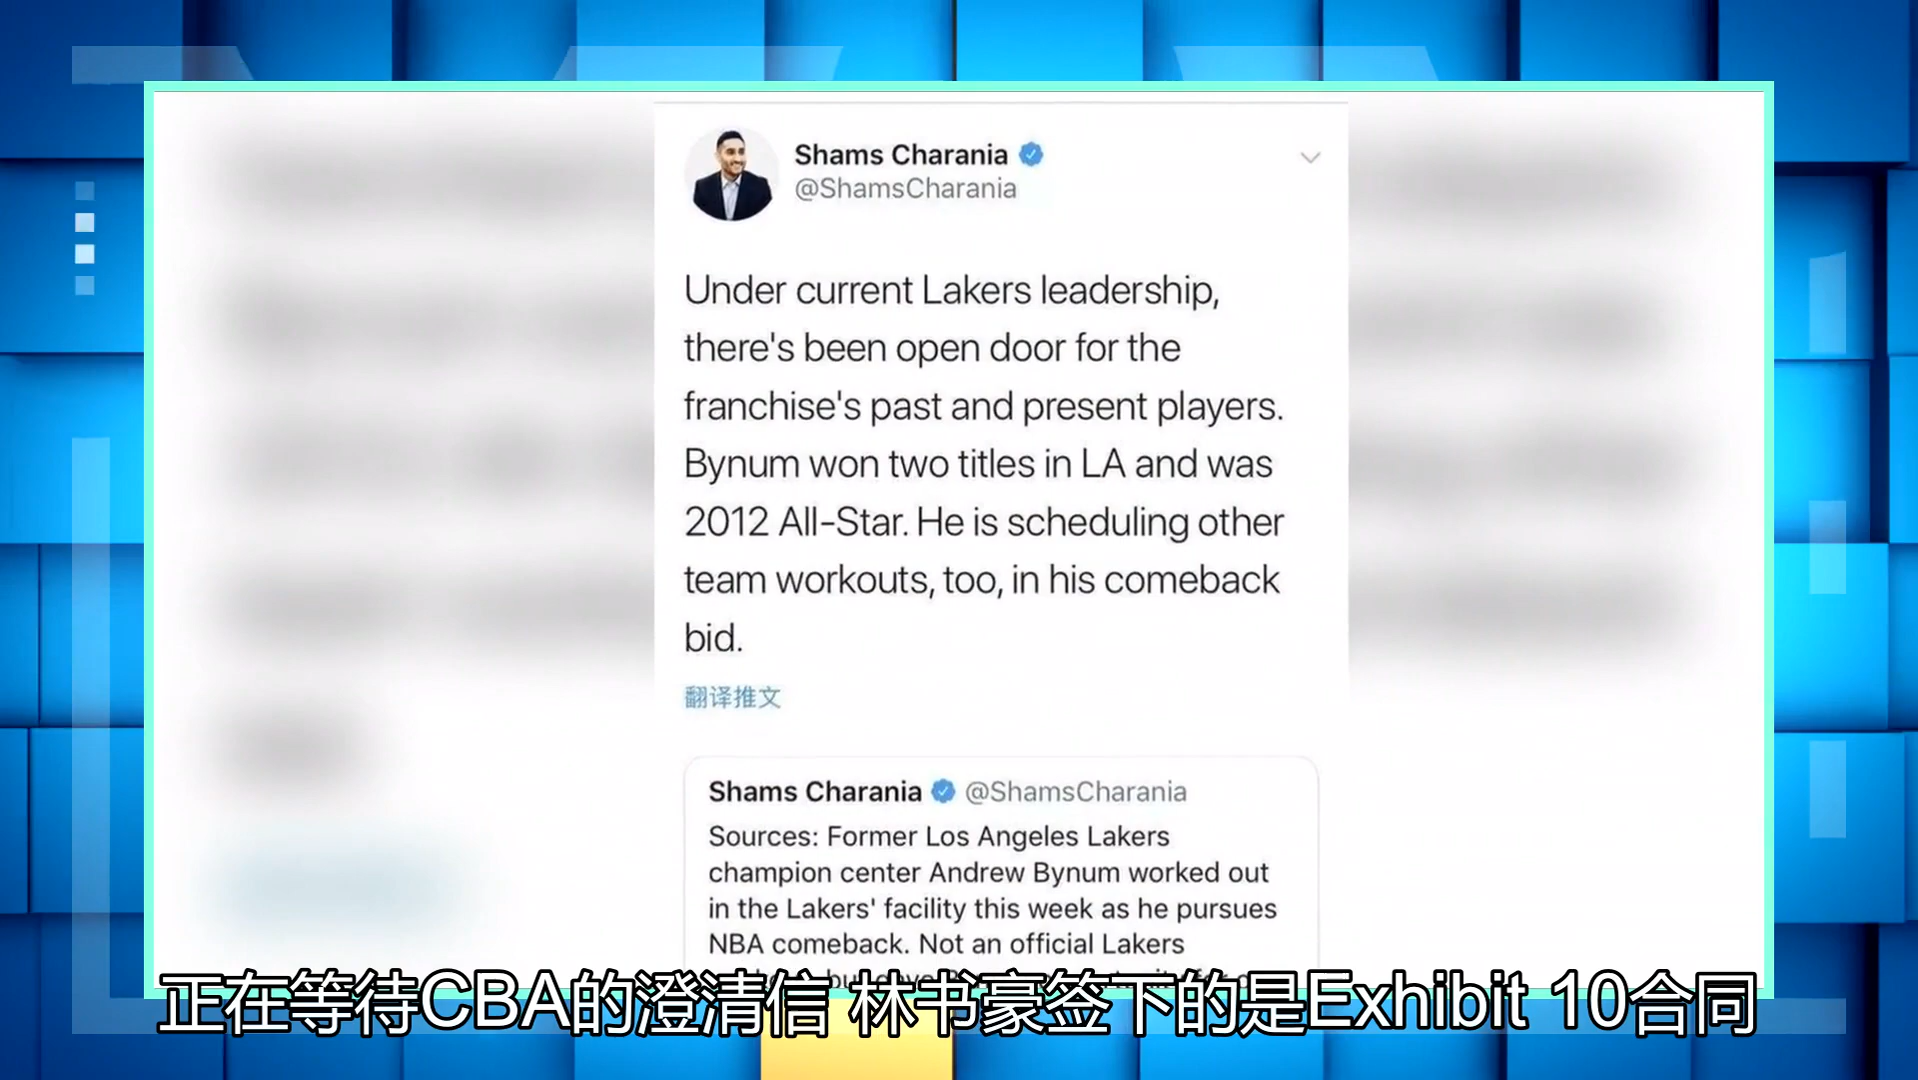 Shams Charania
@ShamsCharania
Under current Lakers leadership,
there's been open door for the
franchise's past and present players.
Bynum won two titles in LA and was
2012 All-Star. He is scheduling other
team workouts, too, in his comeback
bid.
翻译推文
Shams Charania @ShamsCharania
Sources: Former Los Angeles Lakers
champion center Andrew Bynum worked out
in the Lakers' facility this week as he pursues
NBA comeback. Not an official Lakers
正在等待CBA的澄清信 林书豪签下的是Exhibit 10合同